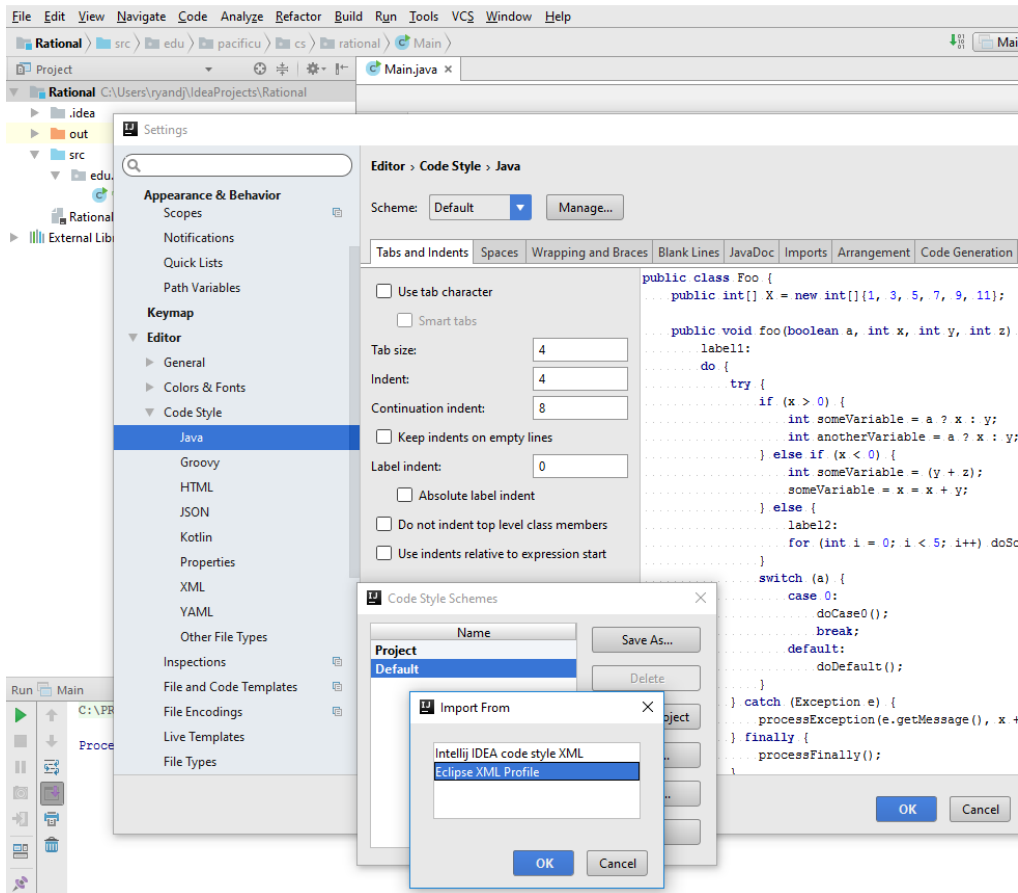 File Edit View Navigate Code Analyze Refactor Build Run Tools VCS Window Help
Rational src edu pacificu cs rational Main
Project
Main.java ×
Rational C:\Users\ryandj\IdeaProjects\Rational
.idea
out
src
edu.
Rational
External Lib
Settings
Appearance & Behavior
Scopes
Notifications
Quick Lists
Path Variables
Keymap
Editor
General
Colors & Fonts
Code Style
Java
Groovy
HTML
JSON
Kotlin
Properties
XML
YAML
Other File Types
Inspections
File and Code Templates
File Encodings
Live Templates
File Types
Editor › Code Style › Java
Scheme: Default Manage...
Tabs and Indents Spaces Wrapping and Braces Blank Lines JavaDoc Imports Arrangement Code Generation
Use tab character
Smart tabs
Tab size: 4
Indent: 4
Continuation indent: 8
Keep indents on empty lines
Label indent: 0
Absolute label indent
Do not indent top level class members
Use indents relative to expression start
public class Foo {
public int[] X = new int[]{1, 3, 5, 7, 9, 11};
public void foo(boolean a, int x, int y, int z)
label1:
do {
try {
if (x > 0) {
int someVariable = a ? x : y;
int anotherVariable = a ? x : y;
} else if (x < 0) {
int someVariable = (y + z);
someVariable = x = x + y;
} else {
label2:
for (int i = 0; i < 5; i++) doSo
}
switch (a) {
case 0:
doCase0();
break;
default:
doDefault();
}
} catch (Exception e) {
processException(e.getMessage(), x +
} finally {
processFinally();
}
OK Cancel
Code Style Schemes
Name
Project
Default
Save As...
Delete
oject
Import From
Intellij IDEA code style XML
Eclipse XML Profile
OK Cancel
Run Main
C:\PR
Proce